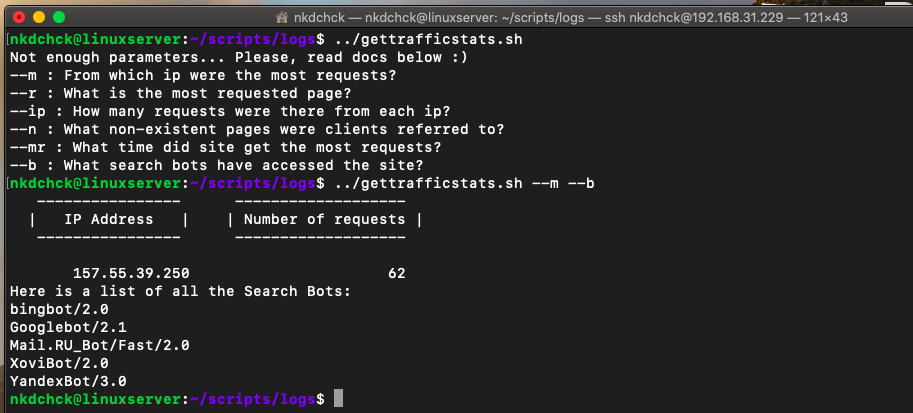 nkdchck — nkdchck@linuxserver: ~/scripts/logs — ssh nkdchck@192.168.31.229 — 121×43
[nkdchck@linuxserver:~/scripts/logs$ ../gettrafficstats.sh
Not enough parameters... Please, read docs below :)
--m : From which ip were the most requests?
--r : What is the most requested page?
--ip : How many requests were there from each ip?
--n : What non-existent pages were clients referred to?
--mr : What time did site get the most requests?
--b : What search bots have accessed the site?
[nkdchck@linuxserver:~/scripts/logs$ ../gettrafficstats.sh --m --b
---------------- -------------------
| IP Address | | Number of requests |
---------------- -------------------
157.55.39.250 62
Here is a list of all the Search Bots:
bingbot/2.0
Googlebot/2.1
Mail.RU_Bot/Fast/2.0
XoviBot/2.0
YandexBot/3.0
nkdchck@linuxserver:~/scripts/logs$